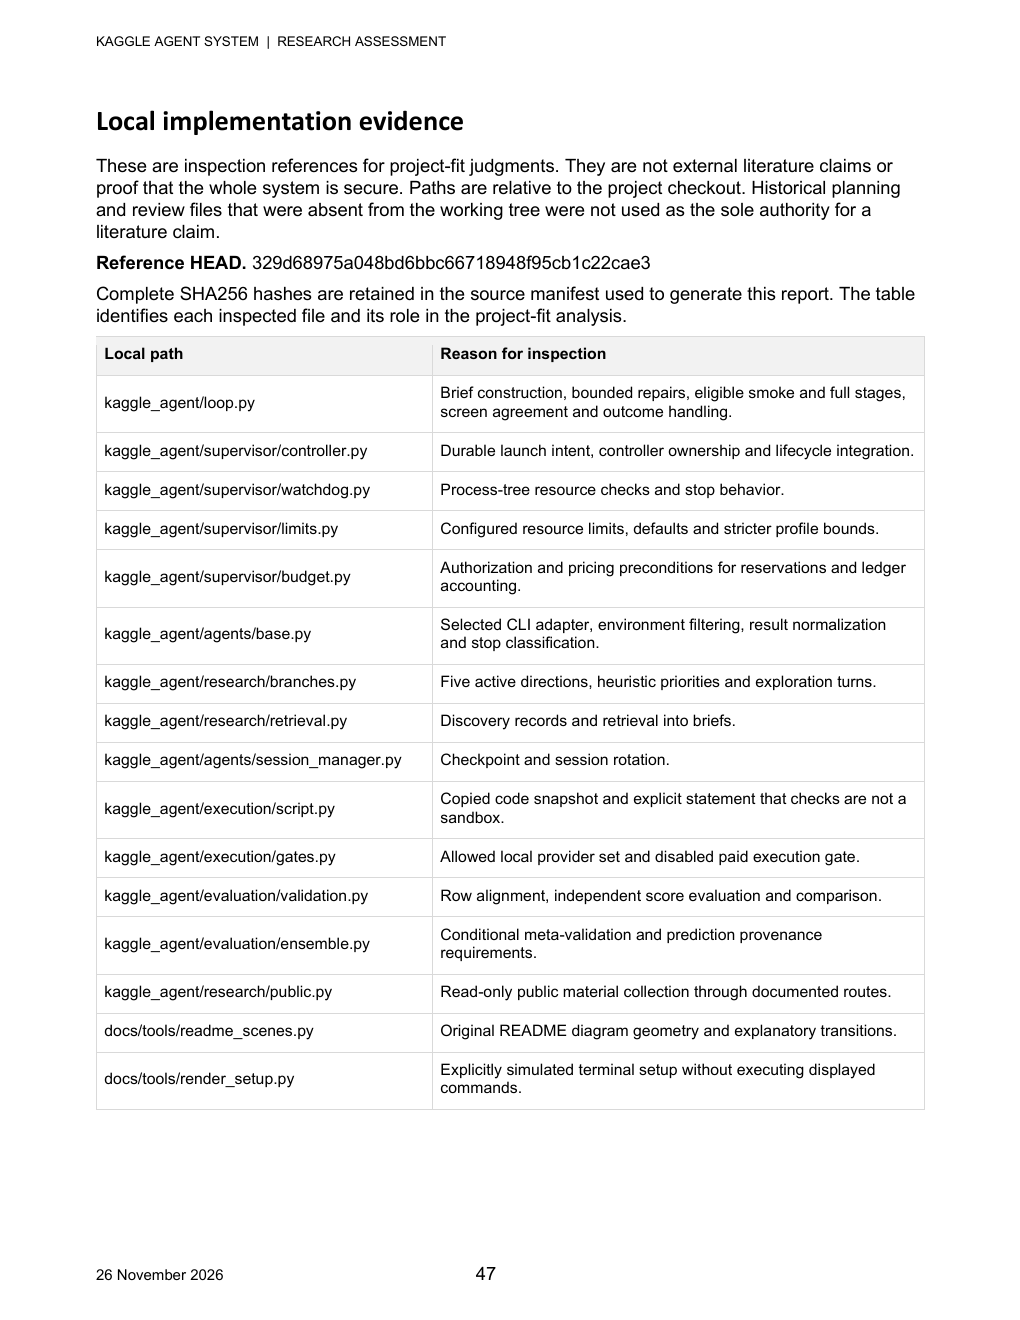 KAGGLE AGENT SYSTEM | RESEARCH ASSESSMENT
Local implementation evidence
These are inspection references for project-fit judgments. They are not external literature claims or
proof that the whole system is secure. Paths are relative to the project checkout. Historical planning
and review files that were absent from the working tree were not used as the sole authority for a
literature claim.
Reference HEAD. 329d68975a048bd6bbc66718948f95cb1c22cae3
Complete SHA256 hashes are retained in the source manifest used to generate this report. The table
identifies each inspected file and its role in the project-fit analysis.
Local path Reason for inspection
kaggle_agent/loop.py Brief construction, bounded repairs, eligible smoke and full stages,
screen agreement and outcome handling.
kaggle_agent/supervisor/controller.py Durable launch intent, controller ownership and lifecycle integration.
kaggle_agent/supervisor/watchdog.py Process-tree resource checks and stop behavior.
kaggle_agent/supervisor/limits.py Configured resource limits, defaults and stricter profile bounds.
kaggle_agent/supervisor/budget.py Authorization and pricing preconditions for reservations and ledger
accounting.
kaggle_agent/agents/base.py Selected CLI adapter, environment filtering, result normalization
and stop classification.
kaggle_agent/research/branches.py Five active directions, heuristic priorities and exploration turns.
kaggle_agent/research/retrieval.py Discovery records and retrieval into briefs.
kaggle_agent/agents/session_manager.py Checkpoint and session rotation.
kaggle_agent/execution/script.py Copied code snapshot and explicit statement that checks are not a
sandbox.
kaggle_agent/execution/gates.py Allowed local provider set and disabled paid execution gate.
kaggle_agent/evaluation/validation.py Row alignment, independent score evaluation and comparison.
kaggle_agent/evaluation/ensemble.py Conditional meta-validation and prediction provenance
requirements.
kaggle_agent/research/public.py Read-only public material collection through documented routes.
docs/tools/readme_scenes.py Original README diagram geometry and explanatory transitions.
docs/tools/render_setup.py Explicitly simulated terminal setup without executing displayed
commands.
26 November 2026 47